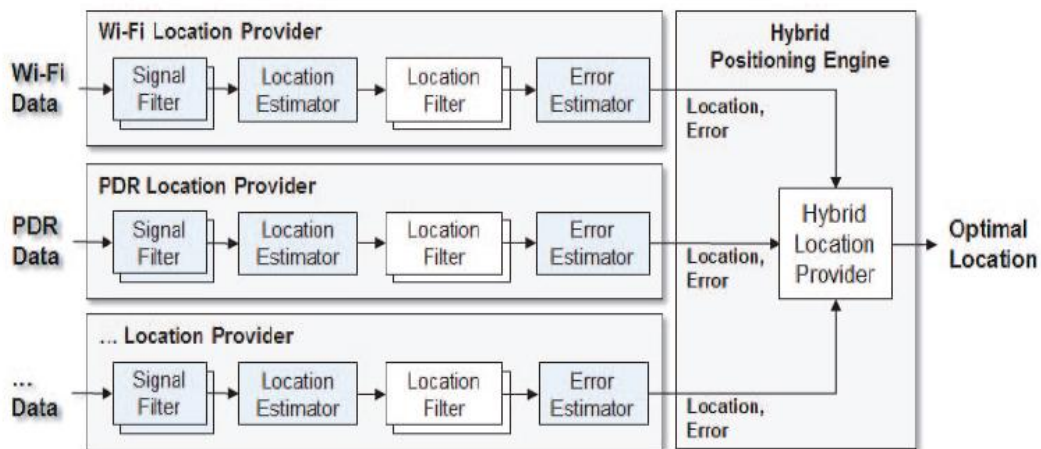 Wi-Fi Location Provider
Wi-Fi
Data
Signal
Filter
Location
Estimator
Location
Filter
Error
Estimator
PDR Location Provider
PDR
Data
Signal
Filter
Location
Estimator
Location
Filter
Error
Estimator
... Location Provider
...
Data
Signal
Filter
Location
Estimator
Location
Filter
Error
Estimator
Hybrid
Positioning Engine
Location,
Error
Location,
Error
Location,
Error
Hybrid
Location
Provider
Optimal
Location